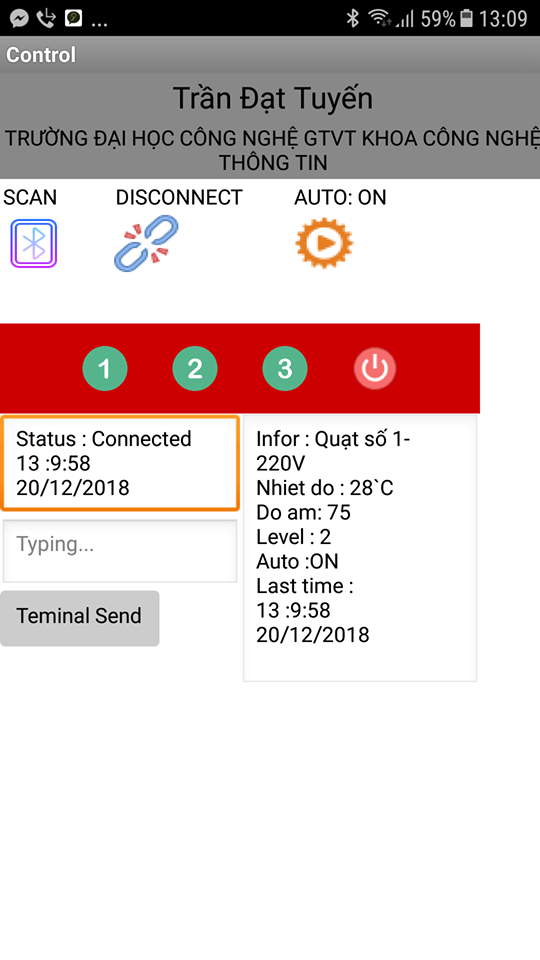 ... 59% 13:09
Control
Trần Đạt Tuyến
TRƯỜNG ĐẠI HỌC CÔNG NGHỆ GTVT KHOA CÔNG NGHỆ
THÔNG TIN
SCAN DISCONNECT AUTO: ON
1 2 3
Status : Connected
13 :9:58
20/12/2018
Typing...
Teminal Send
Infor : Quạt số 1-
220V
Nhiet do : 28`C
Do am: 75
Level : 2
Auto :ON
Last time :
13 :9:58
20/12/2018